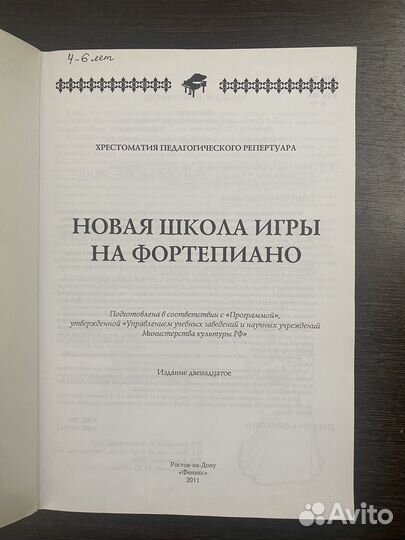 4-6 лет
ХРЕСТОМАТИЯ ПЕДАГОГИЧЕСКОГО РЕПЕРТУАРА
НОВАЯ ШКОЛА ИГРЫ
НА ФОРТЕПИАНО
Подготовлена в соответствии с «Программой»,
утвержденной «Управлением учебных заведений и научных учреждений
Министерства культуры РФ»
Издание двенадцатое
Ростов-на-Дону
«Феникс»
2011
Avito